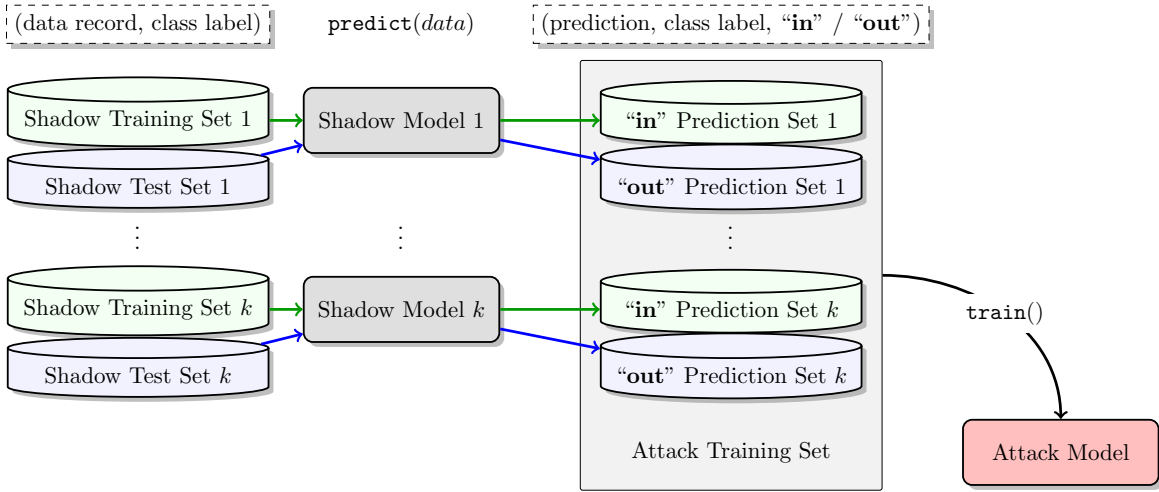 (data record, class label)
predict(data)
(prediction, class label, “in” / “out”)
Shadow Training Set 1
Shadow Model 1
“in” Prediction Set 1
Shadow Test Set 1
“out” Prediction Set 1
⋮ ⋮ ⋮
Shadow Training Set k
Shadow Model k
“in” Prediction Set k
train()
Shadow Test Set k
“out” Prediction Set k
Attack Training Set
Attack Model